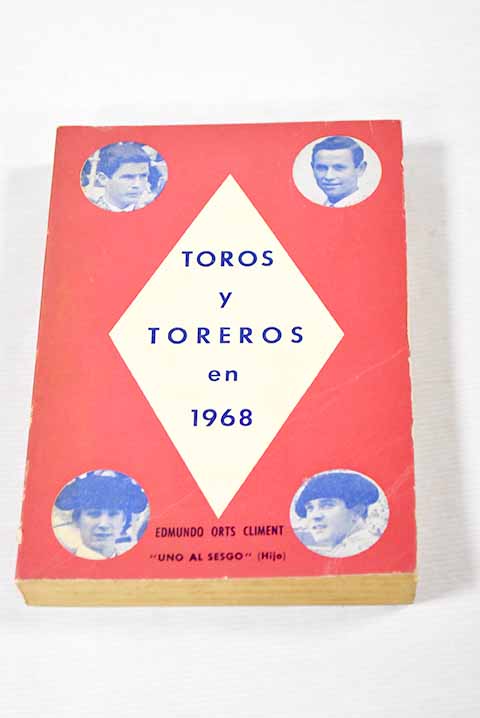 TOROS
y
TOREROS
en
1968
EDMUNDO ORTS CLIMENT
"UNO AL SESGO" (Hijo)